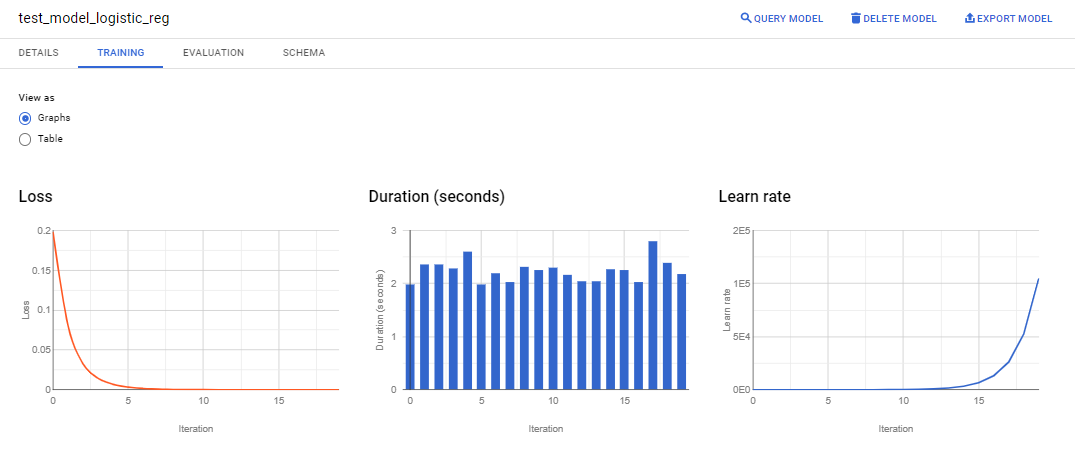 test_model_logistic_reg
QUERY MODEL
DELETE MODEL
EXPORT MODEL
DETAILS
TRAINING
EVALUATION
SCHEMA
View as
Graphs
Table
Loss
0.2
0.15
0.1
0.05
0
Loss
0 5 10 15
Iteration
Duration (seconds)
3
2
1
0
Duration (seconds)
0 5 10 15
Iteration
Learn rate
2E5
1E5
5E4
0E0
Learn rate
0 5 10 15
Iteration